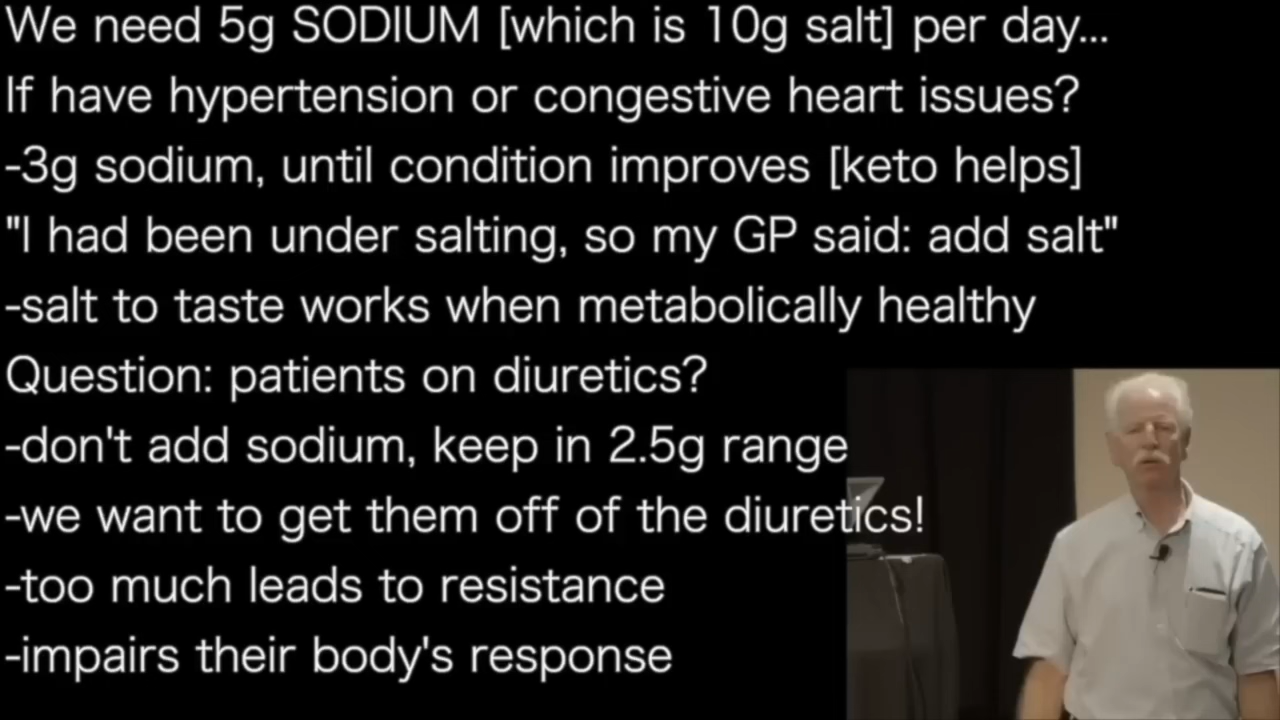 We need 5g SODIUM [which is 10g salt] per day...
If have hypertension or congestive heart issues?
-3g sodium, until condition improves [keto helps]
"I had been under salting, so my GP said: add salt"
-salt to taste works when metabolically healthy
Question: patients on diuretics?
-don't add sodium, keep in 2.5g range
-we want to get them off of the diuretics!
-too much leads to resistance
-impairs their body's response